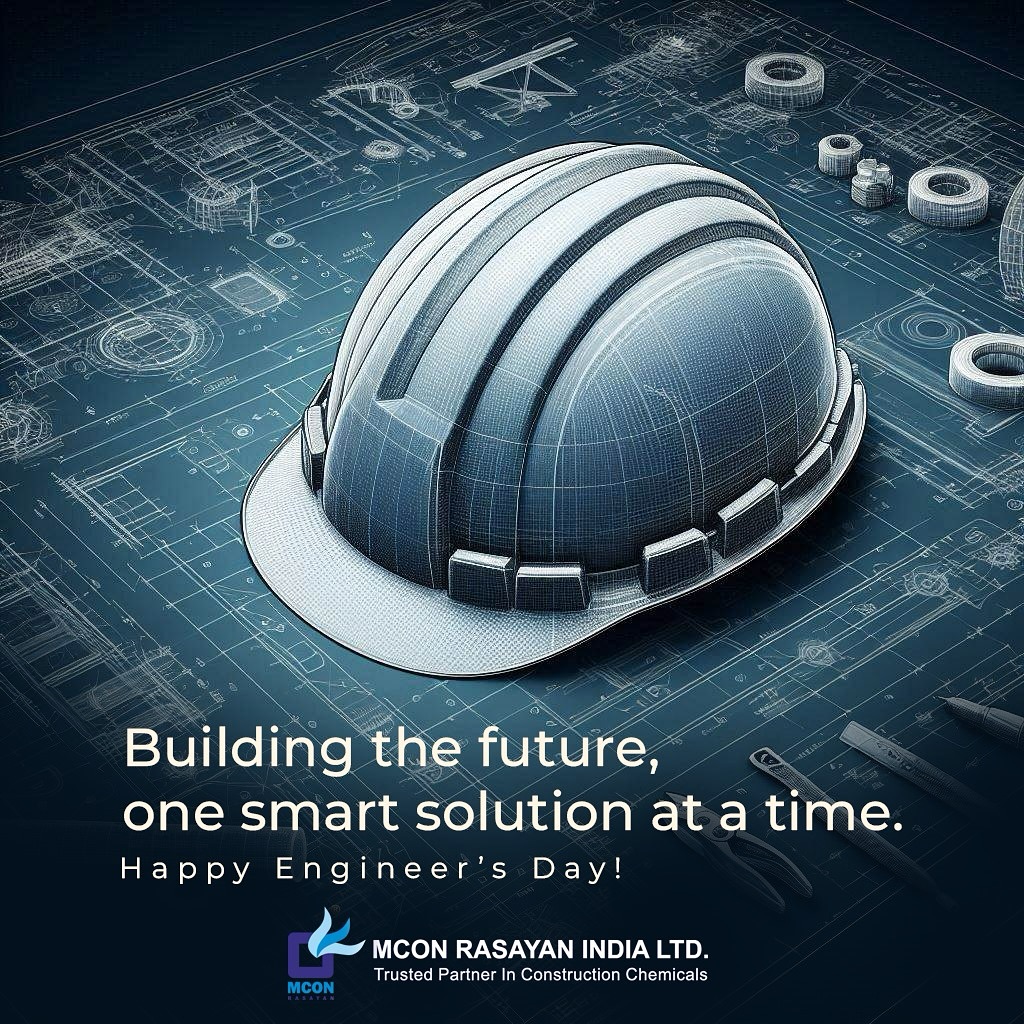 Building the future,
one smart solution at a time.
Happy Engineer’s Day!
MCON RASAYAN INDIA LTD.
Trusted Partner In Construction Chemicals
MCON
RASAYAN